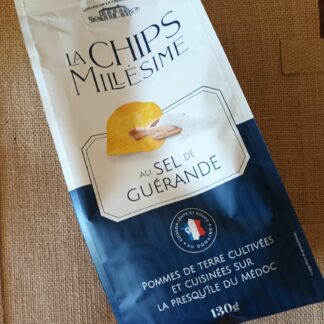 LA CHIPS
MILLÉSIME
AU SEL DE
GUÉRANDE
POMMES DE TERRE CULTIVÉES
ET CUISINÉES SUR
LA PRESQU'ÎLE DU MÉDOC
130g